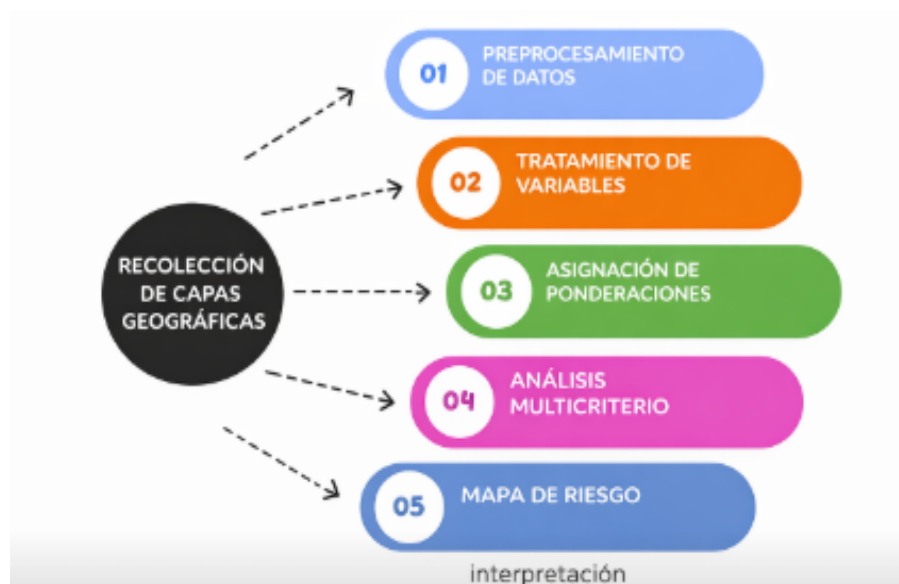 RECOLECCIÓN
DE CAPAS
GEOGRÁFICAS
01
PREPROCESAMIENTO
DE DATOS
02
TRATAMIENTO DE
VARIABLES
03
ASIGNACIÓN DE
PONDERACIONES
04
ANÁLISIS
MULTICRITERIO
05
MAPA DE RIESGO
interpretación